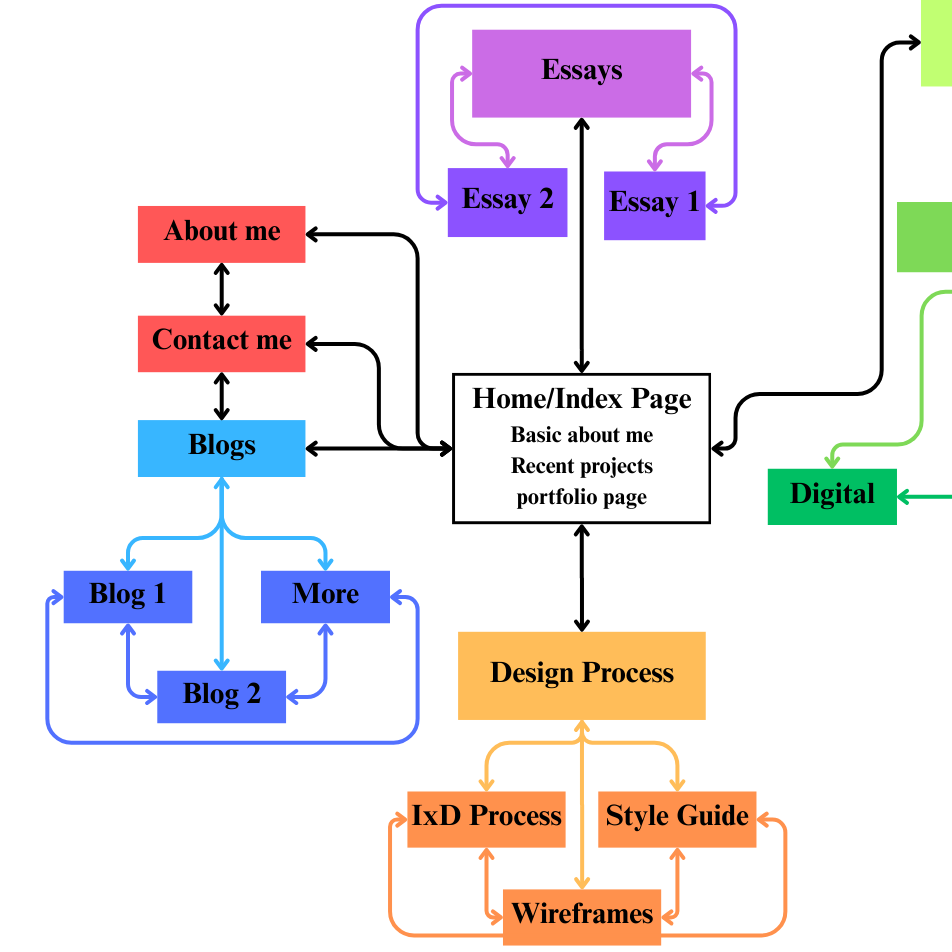 Essays
Essay 2
Essay 1
About me
Contact me
Blogs
Home/Index Page
Basic about me
Recent projects
portfolio page
Digital
Blog 1
More
Blog 2
Design Process
IxD Process
Style Guide
Wireframes